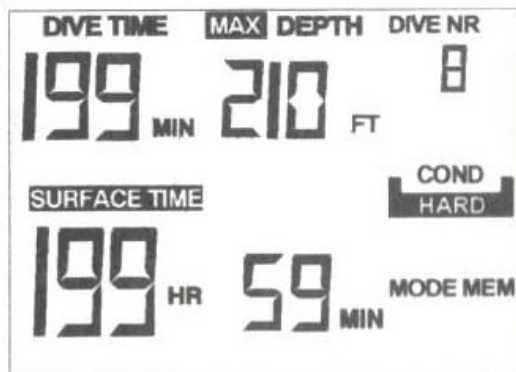 DIVE TIME MAX DEPTH DIVE NR
199 MIN 210 FT 8
COND
SURFACE TIME HARD
199 HR 59 MIN MODE MEM